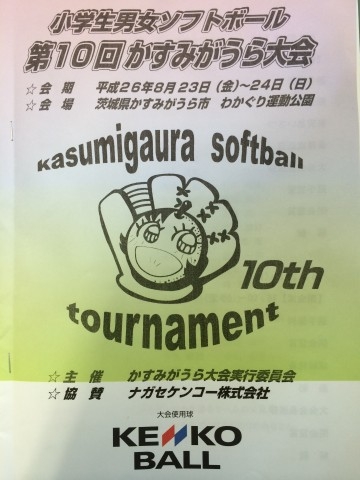 小学生男女ソフトボール
第10回 かすみがうら大会
☆会 期 平成26年8月23日(金)~24日(日)
☆会 場 茨城県かすみがうら市 わかぐり運動公園
kasumigaura softball
10th
tournament
☆主 催 かすみがうら大会実行委員会
☆協 賛 ナガセケンコー株式会社
大会使用球
KENKO
BALL